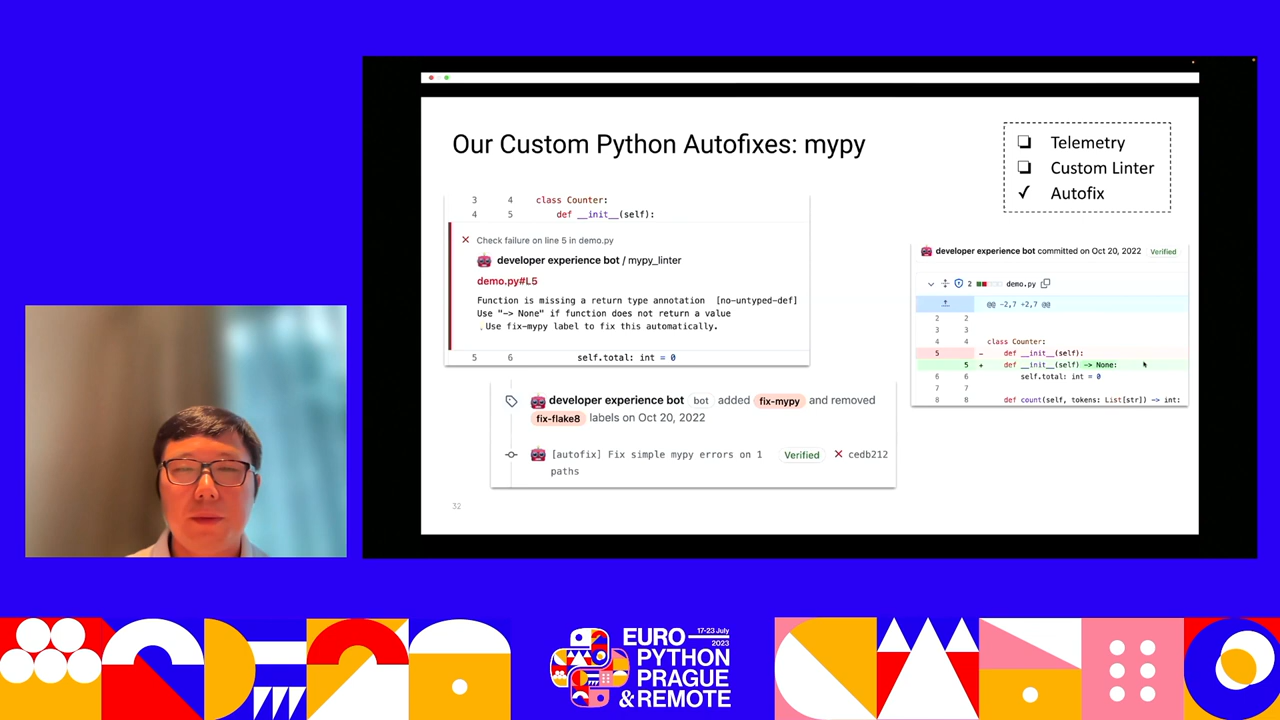 Our Custom Python Autofixes: mypy
❏ Telemetry
❏ Custom Linter
✓ Autofix
3 4 class Counter:
4 5 def __init__(self):
Check failure on line 5 in demo.py
developer experience bot / mypy_linter
demo.py#L5
Function is missing a return type annotation [no-untyped-def]
Use "-> None" if function does not return a value
Use fix-mypy label to fix this automatically.
5 6 self.total: int = 0
developer experience bot bot added fix-mypy and removed
fix-flake8 labels on Oct 20, 2022
[autofix] Fix simple mypy errors on 1 Verified cedb212
paths
developer experience bot committed on Oct 20, 2022 Verified
2 demo.py
@@ -2,7 +2,7 @@
2 2
3 3
4 4 class Counter:
5 - def __init__(self):
5 + def __init__(self) -> None:
6 6 self.total: int = 0
7 7
8 8 def count(self, tokens: List[str]) -> int:
32
17-23 July
2023
EURO
PYTHON
PRAGUE
& REMOTE